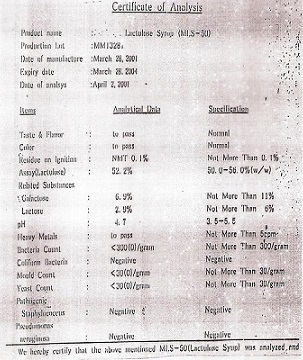 Certificate of Analysis
Product name : Lactulose Syrup (MLS-50)
Production Lot :MM1328
Date of manufacture :March 28, 2001
Expiry date :March 28, 2004
Date of analys :April 2, 2001
Items Analytical Data Specification
Taste & Flavor : to pass Normal
Color : to pass Normal
Residue on Ignition : NMT 0.1% Not More Than 0.1%
Assay(Lactulose) : 52.2% 50.0-56.0%(w/w)
Related Substances
Galactose : 6.9% Not More Than 11%
Lactose : 2.9% Not More Than 6%
pH : 4.7 3.5-5.5
Heavy Metals : to pass Not More Than 5ppm
Bacteria Count : <300(0)/gram Not More Than 300/gram
Coliform Bacteria : Negative Negative
Mould Count : <30(0)/gram Not More Than 30/gram
Yeast Count : <30(0)/gram Not More Than 30/gram
Pathogenic
Staphylococcus : Negative Negative
Pseudomonas
aeruginosa : Negative Negative
We hereby certify that the above mentioned MLS-50(Lactulose Syrup) was analyzed, and